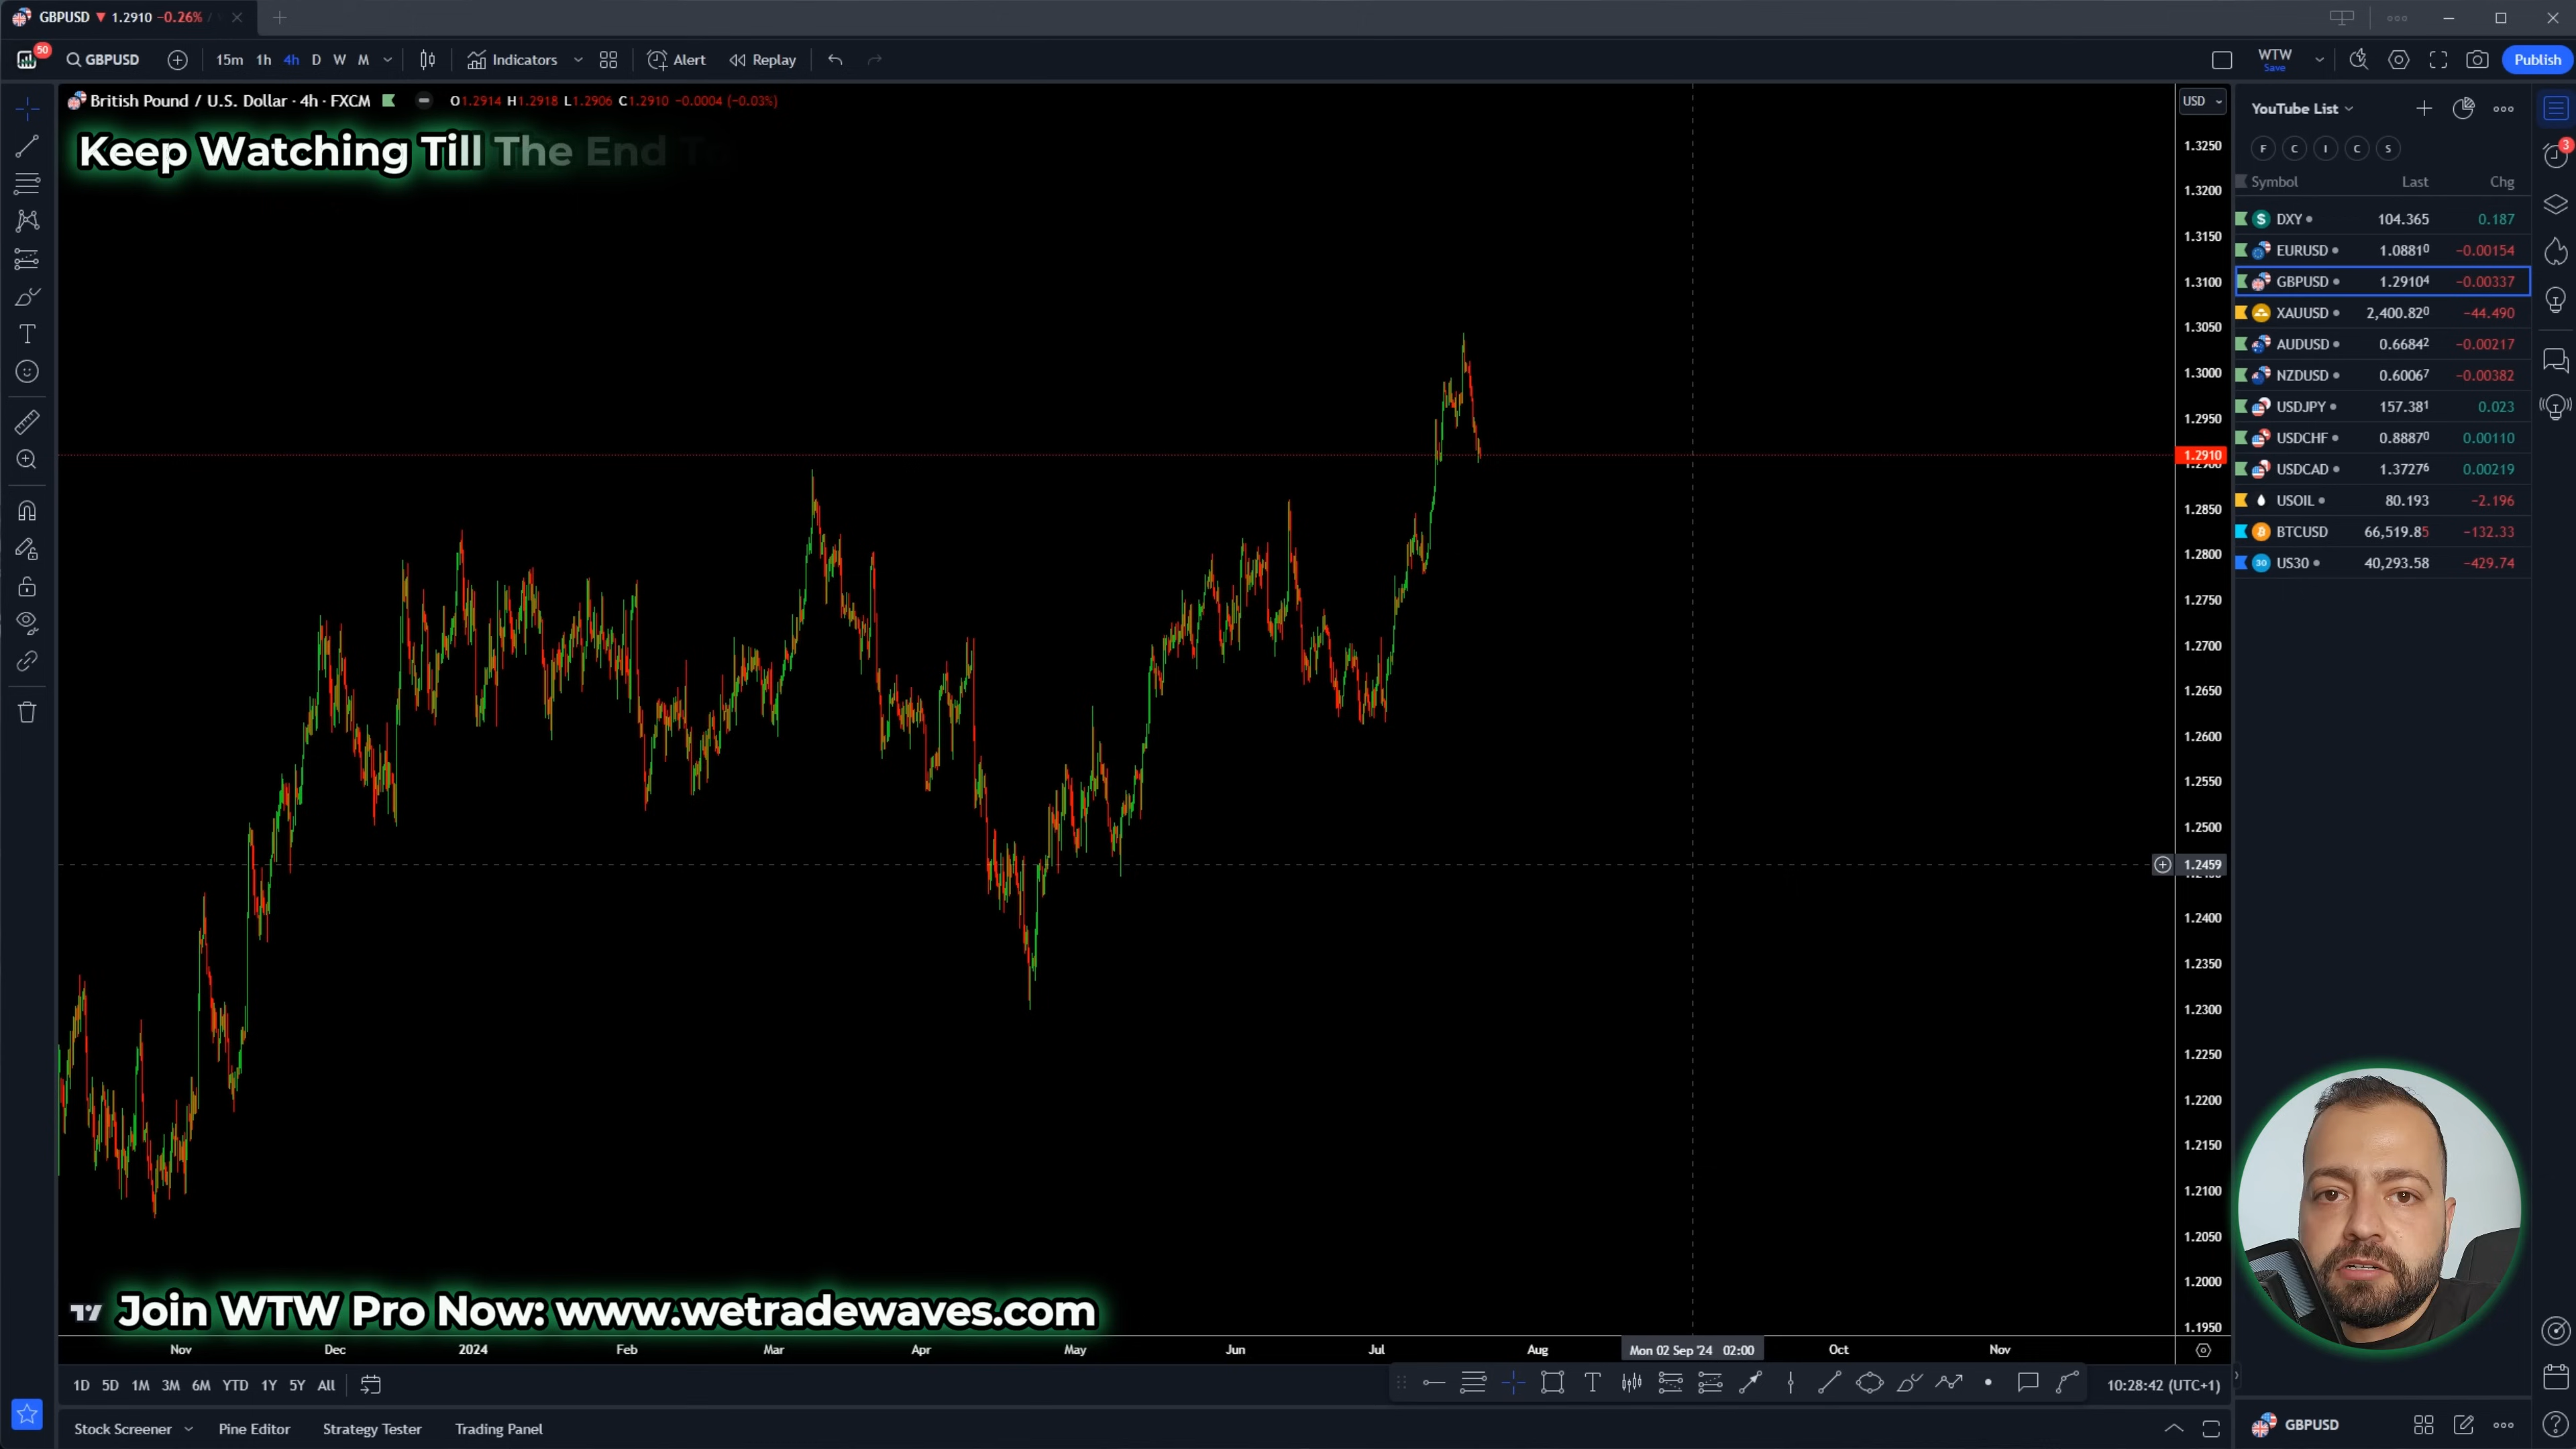 GBPUSD ▼ 1.2910 -0.26% /
50
GBPUSD 15m 1h 4h D W M Indicators Alert Replay WTW Save Publish
British Pound / U.S. Dollar · 4h · FXCM O1.2914 H1.2918 L1.2906 C1.2910 -0.0004 (-0.03%)
Keep Watching Till The End To
USD
1.3250
1.3200
1.3150
1.3100
1.3050
1.3000
1.2950
1.2910
1.2850
1.2800
1.2750
1.2700
1.2650
1.2600
1.2550
1.2500
1.2459
1.2400
1.2350
1.2300
1.2250
1.2200
1.2150
1.2100
1.2050
1.2000
1.1950
YouTube List
F C I C S
Symbol Last Chg
DXY 104.365 0.187
EURUSD 1.08810 -0.00154
GBPUSD 1.29104 -0.00337
XAUUSD 2,400.820 -44.490
AUDUSD 0.66842 -0.00217
NZDUSD 0.60067 -0.00382
USDJPY 157.381 0.023
USDCHF 0.88870 0.00110
USDCAD 1.37276 0.00219
USOIL 80.193 -2.196
BTCUSD 66,519.85 -132.33
30 US30 40,293.58 -429.74
3
Join WTW Pro Now: www.wetradewaves.com
Nov Dec 2024 Feb Mar Apr May Jun Jul Aug Mon 02 Sep '24 02:00 Oct Nov
1D 5D 1M 3M 6M YTD 1Y 5Y All
10:28:42 (UTC+1)
Stock Screener Pine Editor Strategy Tester Trading Panel
GBPUSD